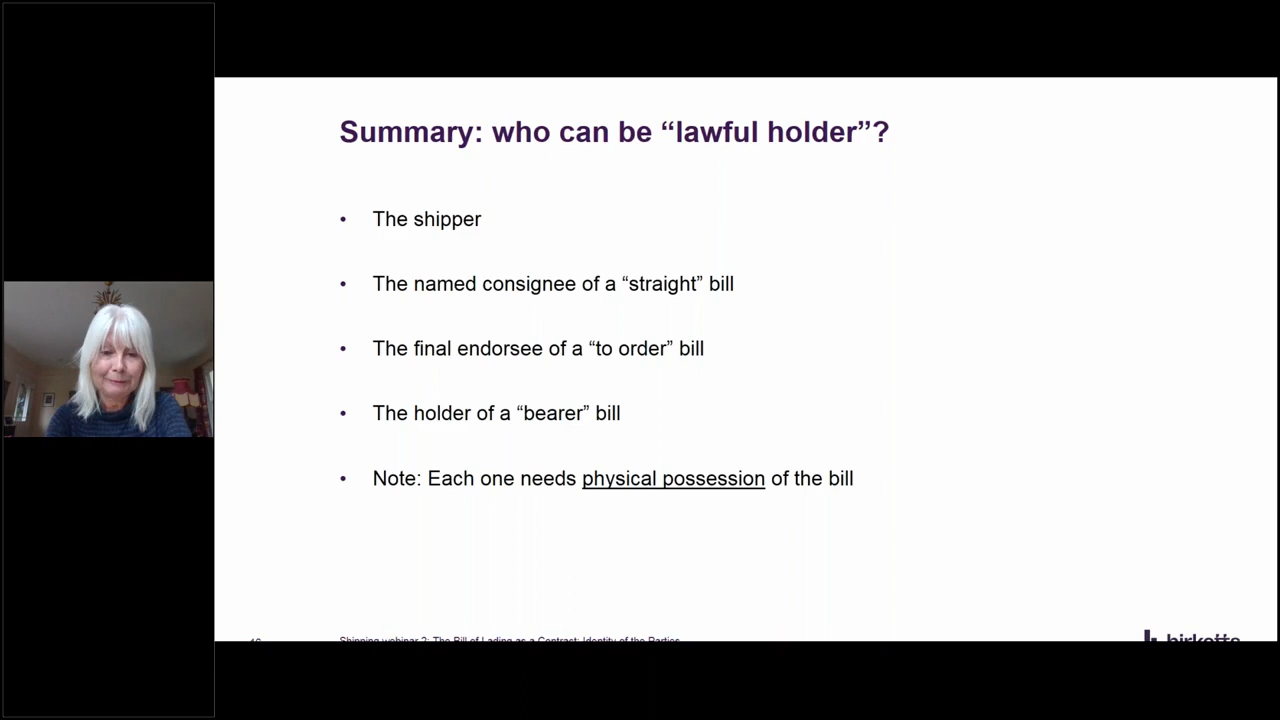 Summary: who can be “lawful holder”?
• The shipper
• The named consignee of a “straight” bill
• The final endorsee of a “to order” bill
• The holder of a “bearer” bill
• Note: Each one needs physical possession of the bill
Shipping webinar 2: The Bill of Lading as a Contract: Identity of the Parties
birketts